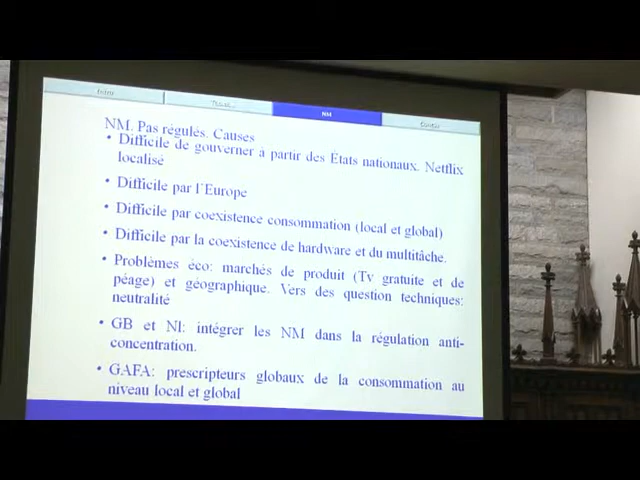 Intro
NM
NM. Pas régulés. Causes
• Difficile de gouverner à partir des États nationaux. Netflix
localisé
• Difficile par l'Europe
• Difficile par coexistence consommation (local et global)
• Difficile par la coexistence de hardware et du multitâche.
• Problèmes éco: marchés de produit (Tv gratuite et de
péage) et géographique. Vers des question techniques:
neutralité
• GB et Nl: intégrer les NM dans la régulation anti-
concentration.
• GAFA: prescripteurs globaux de la consommation au
niveau local et global